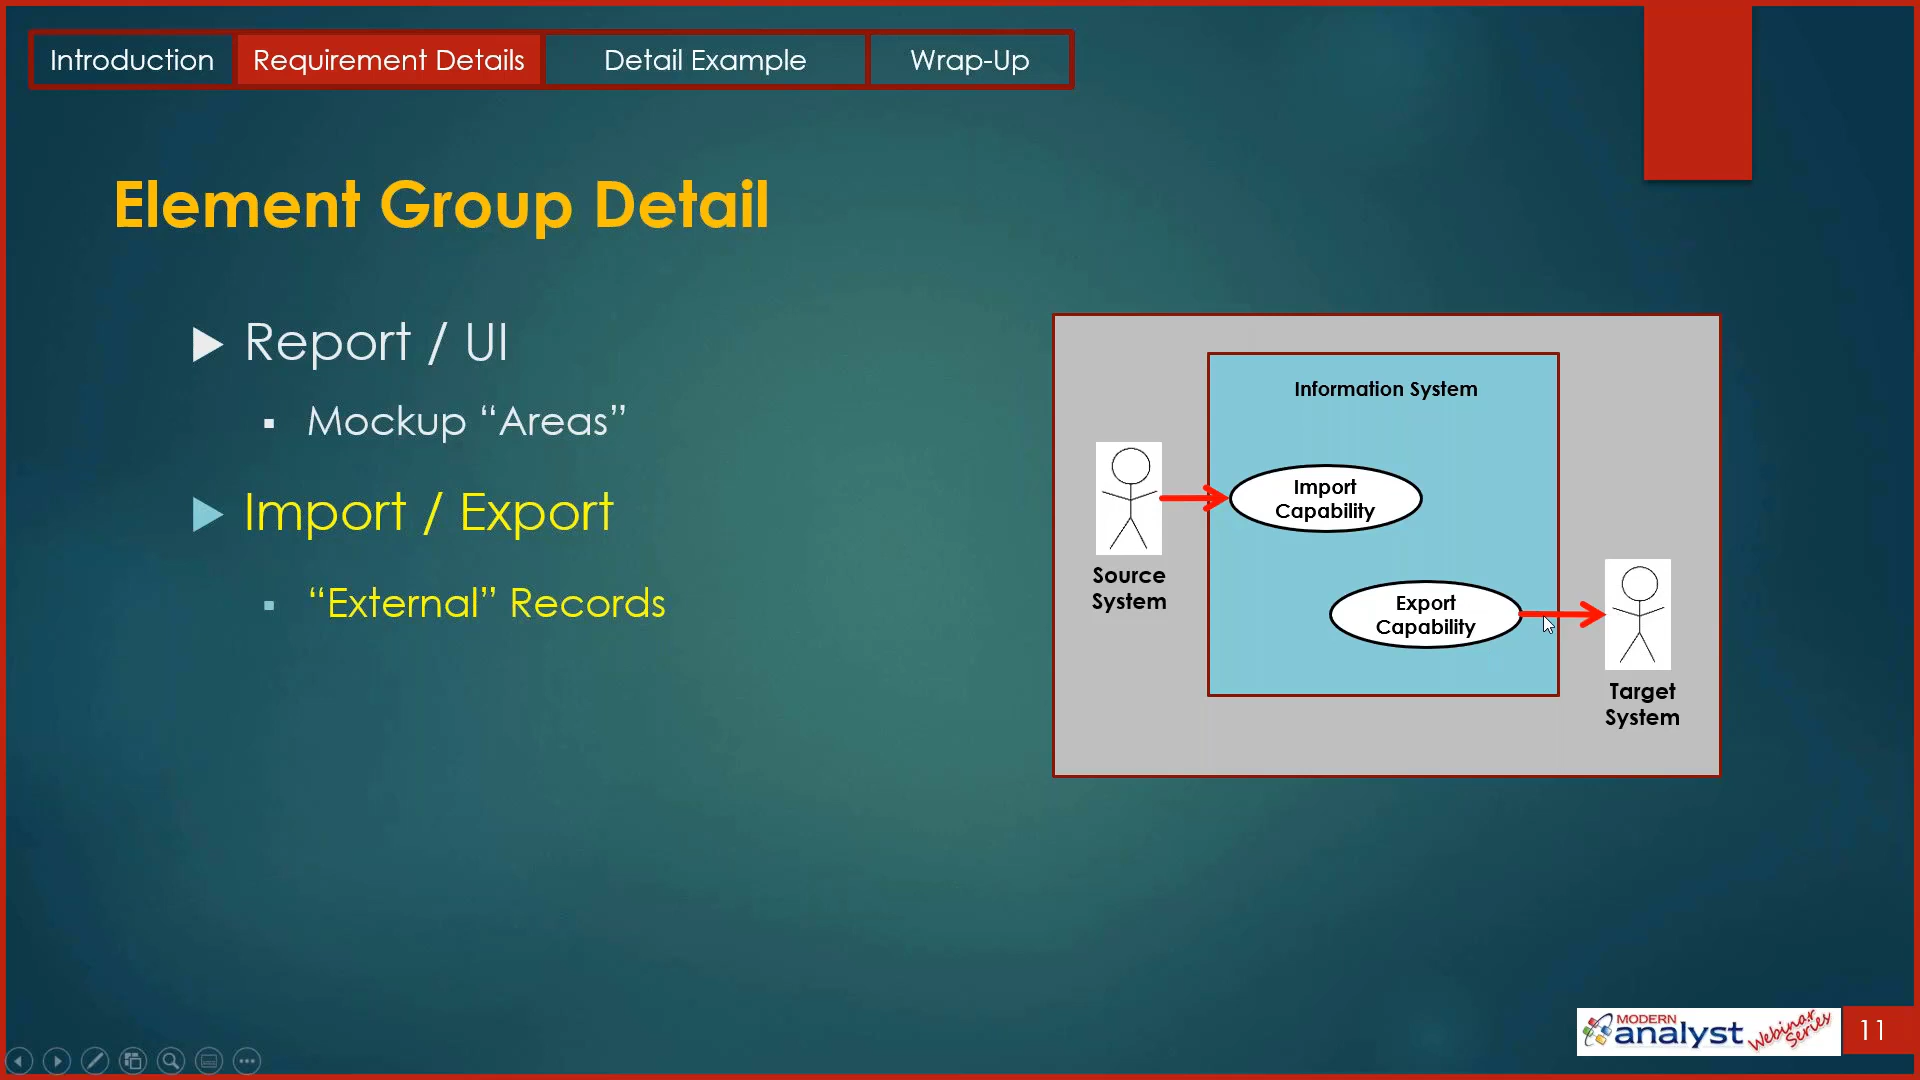 Introduction
Requirement Details
Detail Example
Wrap-Up
Element Group Detail
Report / UI
Mockup “Areas”
Import / Export
“External” Records
Information System
Import
Capability
Source
System
Export
Capability
Target
System
MODERN
analyst
Webinar
Series
11